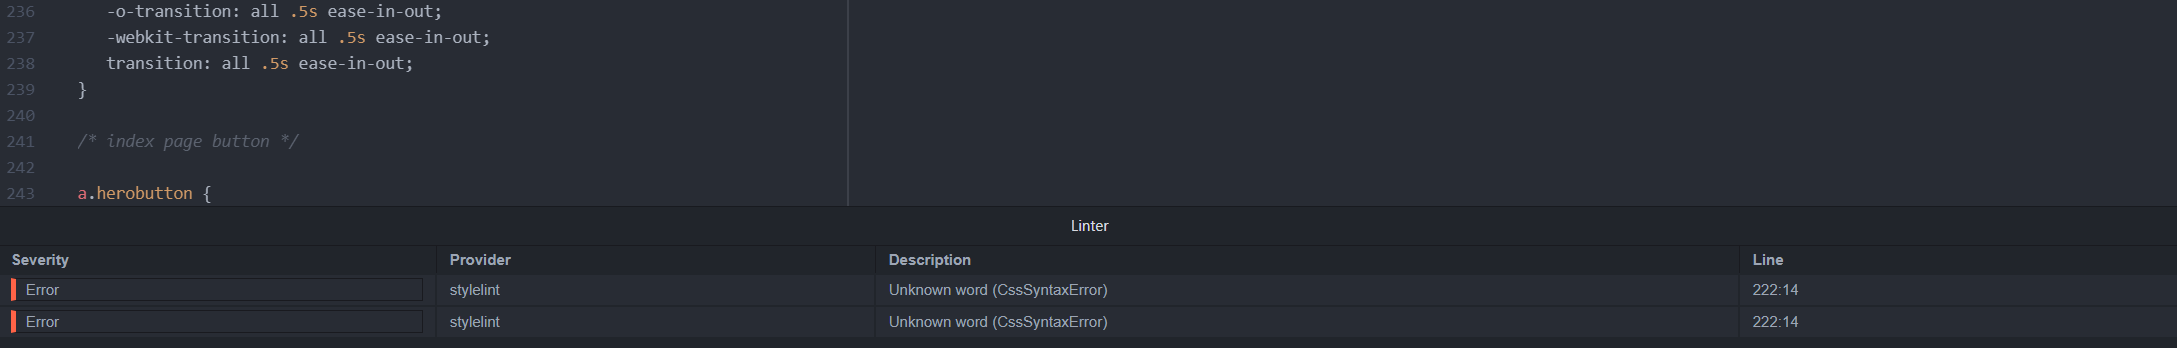 236 -o-transition: all .5s ease-in-out;
237 -webkit-transition: all .5s ease-in-out;
238 transition: all .5s ease-in-out;
239 }
240
241 /* index page button */
242
243 a.herobutton {
Linter
Severity Provider Description Line
Error stylelint Unknown word (CssSyntaxError) 222:14
Error stylelint Unknown word (CssSyntaxError) 222:14